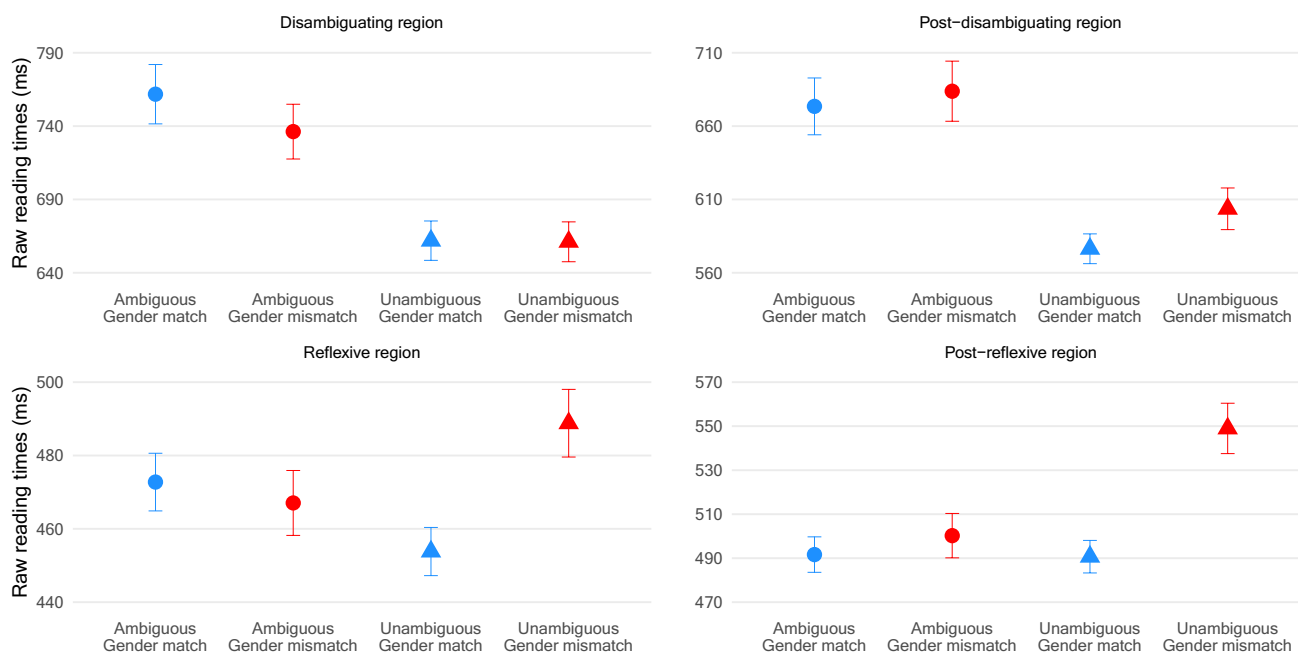 Disambiguating region
Raw reading times (ms)
790
740
690
640
Ambiguous
Gender match
Ambiguous
Gender mismatch
Unambiguous
Gender match
Unambiguous
Gender mismatch
Post−disambiguating region
710
660
610
560
Ambiguous
Gender match
Ambiguous
Gender mismatch
Unambiguous
Gender match
Unambiguous
Gender mismatch
Reflexive region
Raw reading times (ms)
500
480
460
440
Ambiguous
Gender match
Ambiguous
Gender mismatch
Unambiguous
Gender match
Unambiguous
Gender mismatch
Post−reflexive region
570
550
530
510
490
470
Ambiguous
Gender match
Ambiguous
Gender mismatch
Unambiguous
Gender match
Unambiguous
Gender mismatch